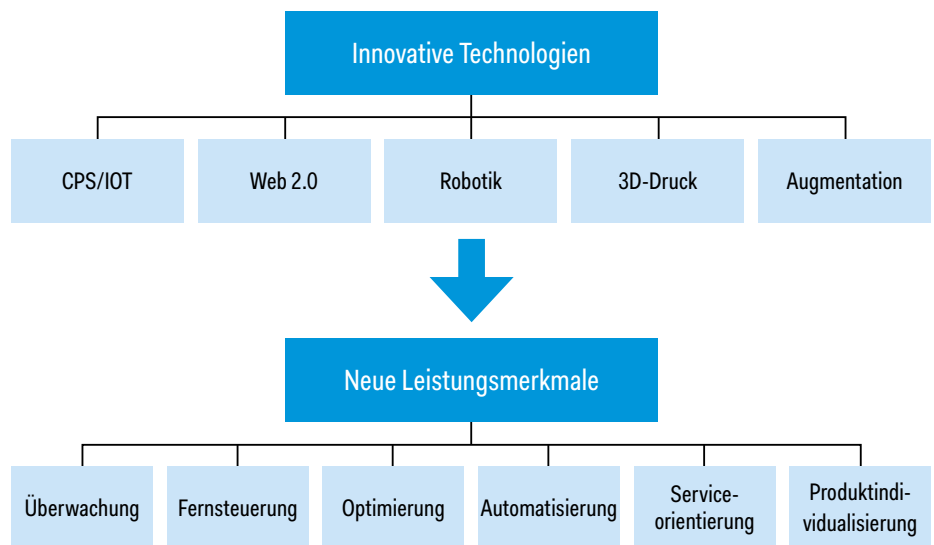 Innovative Technologien
CPS/IOT
Web 2.0
Robotik
3D-Druck
Augmentation
Neue Leistungsmerkmale
Überwachung
Fernsteuerung
Optimierung
Automatisierung
Service-
orientierung
Produktindi-
vidualisierung